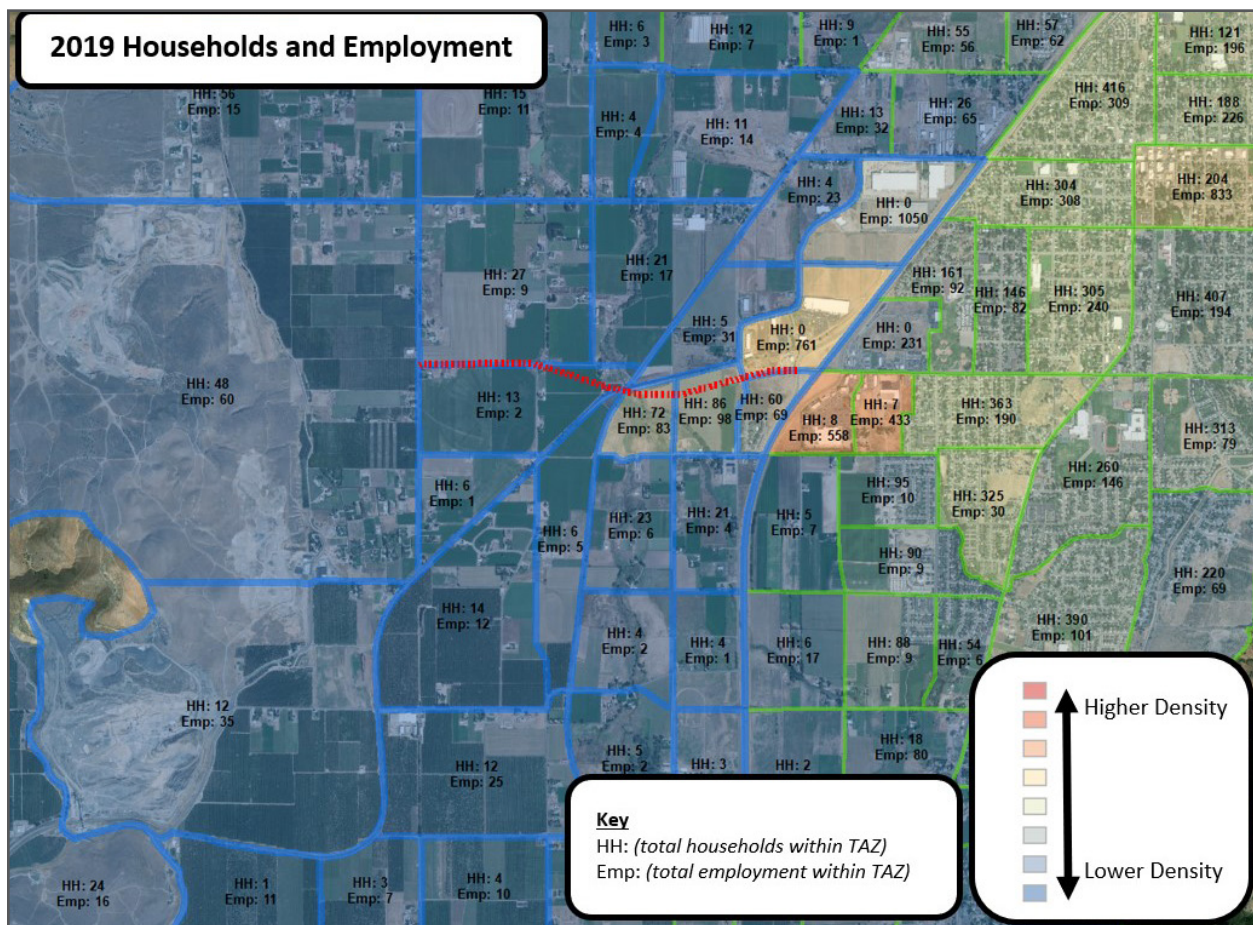 2019 Households and Employment
HH: 6
Emp: 3
HH: 12
Emp: 7
HH: 9
Emp: 1
HH: 55
Emp: 56
HH: 57
Emp: 62
HH: 121
Emp: 196
HH: 56
Emp: 15
HH: 15
Emp: 11
HH: 4
Emp: 4
HH: 11
Emp: 14
HH: 13
Emp: 32
HH: 26
Emp: 65
HH: 416
Emp: 309
HH: 188
Emp: 226
HH: 4
Emp: 23
HH: 0
Emp: 1050
HH: 304
Emp: 308
HH: 204
Emp: 833
HH: 27
Emp: 9
HH: 21
Emp: 17
HH: 161
Emp: 92
HH: 146
Emp: 82
HH: 305
Emp: 240
HH: 407
Emp: 194
HH: 5
Emp: 31
HH: 0
Emp: 761
HH: 0
Emp: 231
HH: 48
Emp: 60
HH: 13
Emp: 2
HH: 72
Emp: 83
HH: 86
Emp: 98
HH: 60
Emp: 69
HH: 8
Emp: 558
HH: 7
Emp: 433
HH: 363
Emp: 190
HH: 313
Emp: 79
HH: 6
Emp: 1
HH: 95
Emp: 10
HH: 325
Emp: 30
HH: 260
Emp: 146
HH: 6
Emp: 5
HH: 23
Emp: 6
HH: 21
Emp: 4
HH: 5
Emp: 7
HH: 90
Emp: 9
HH: 220
Emp: 69
HH: 14
Emp: 12
HH: 4
Emp: 2
HH: 4
Emp: 1
HH: 6
Emp: 17
HH: 88
Emp: 9
HH: 54
Emp: 6
HH: 390
Emp: 101
HH: 12
Emp: 35
HH: 12
Emp: 25
HH: 5
Emp: 2
HH: 3
HH: 2
HH: 18
Emp: 80
HH: 24
Emp: 16
HH: 1
Emp: 11
HH: 3
Emp: 7
HH: 4
Emp: 10
Key
HH: (total households within TAZ)
Emp: (total employment within TAZ)
Higher Density
Lower Density